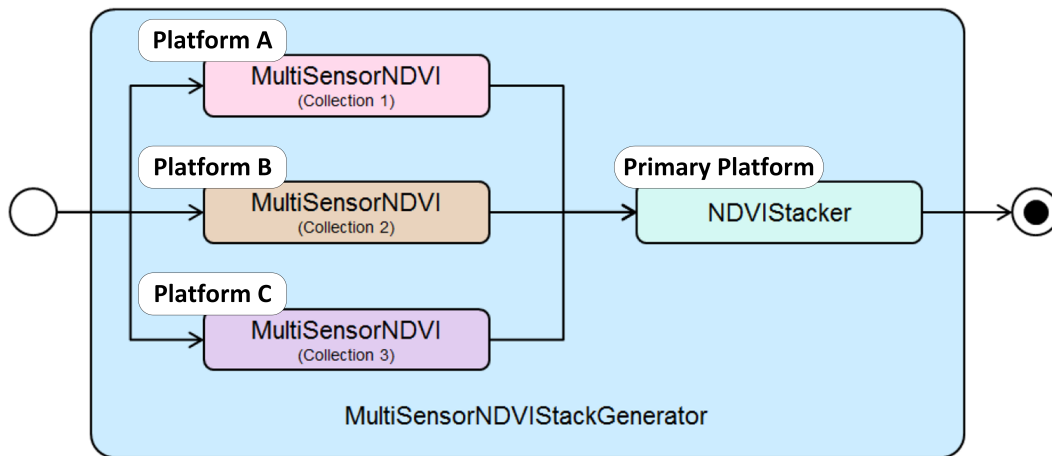 Platform A
MultiSensorNDVI
(Collection 1)
Platform B
MultiSensorNDVI
(Collection 2)
Platform C
MultiSensorNDVI
(Collection 3)
Primary Platform
NDVIStacker
MultiSensorNDVIStackGenerator